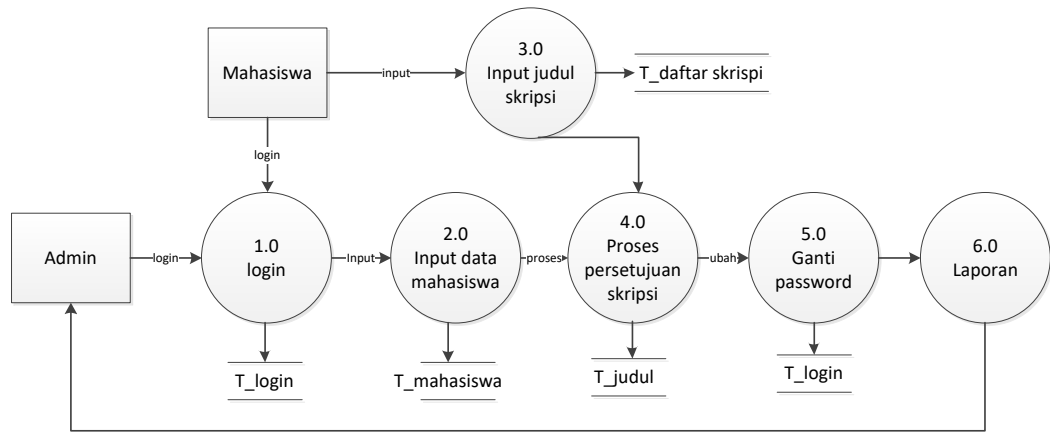 Mahasiswa
input
3.0
Input judul
skripsi
T_daftar skrispi
login
Admin
login
1.0
login
Input
2.0
Input data
mahasiswa
proses
4.0
Proses
persetujuan
skripsi
ubah
5.0
Ganti
password
6.0
Laporan
T_login
T_mahasiswa
T_judul
T_login